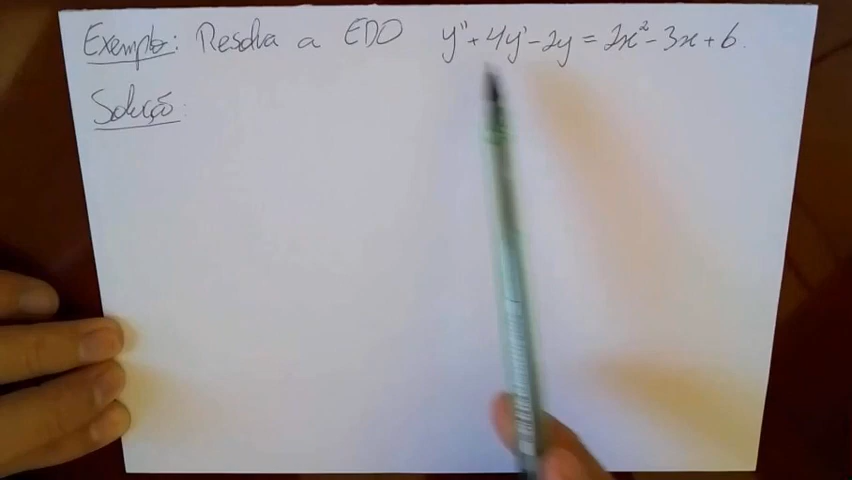 Exemplo: Resolva a EDO y'' + 4y' - 2y = 2x² - 3x + 6.
Solução: